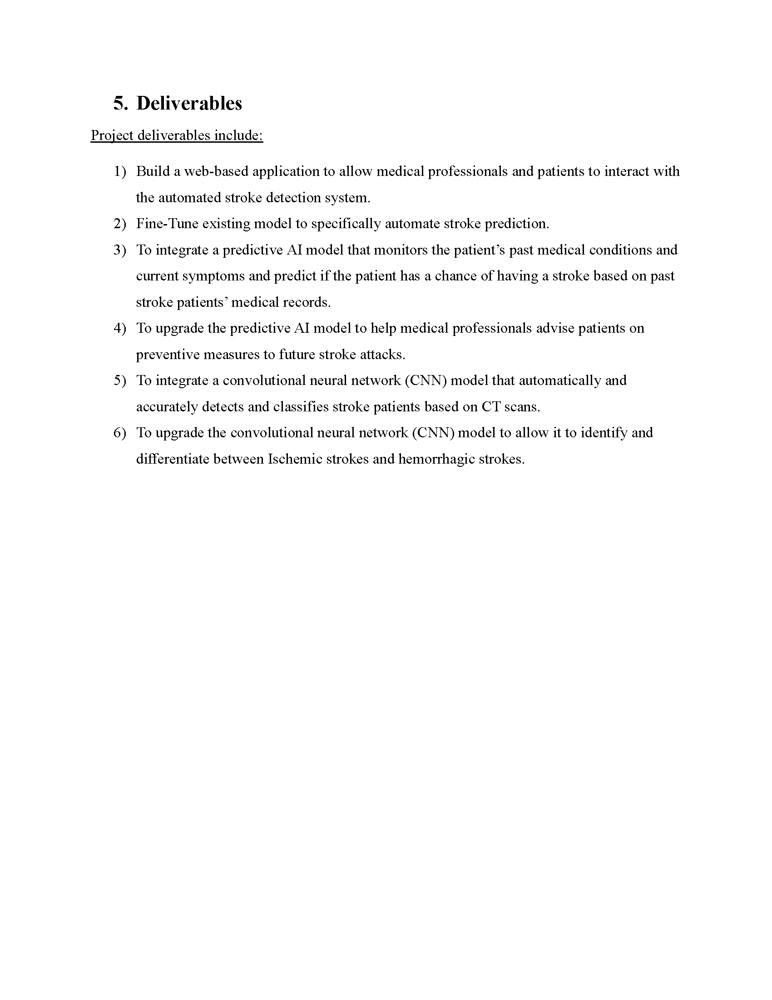 5. Deliverables
Project deliverables include:
1) Build a web-based application to allow medical professionals and patients to interact with
the automated stroke detection system.
2) Fine-Tune existing model to specifically automate stroke prediction.
3) To integrate a predictive AI model that monitors the patient’s past medical conditions and
current symptoms and predict if the patient has a chance of having a stroke based on past
stroke patients’ medical records.
4) To upgrade the predictive AI model to help medical professionals advise patients on
preventive measures to future stroke attacks.
5) To integrate a convolutional neural network (CNN) model that automatically and
accurately detects and classifies stroke patients based on CT scans.
6) To upgrade the convolutional neural network (CNN) model to allow it to identify and
differentiate between Ischemic strokes and hemorrhagic strokes.